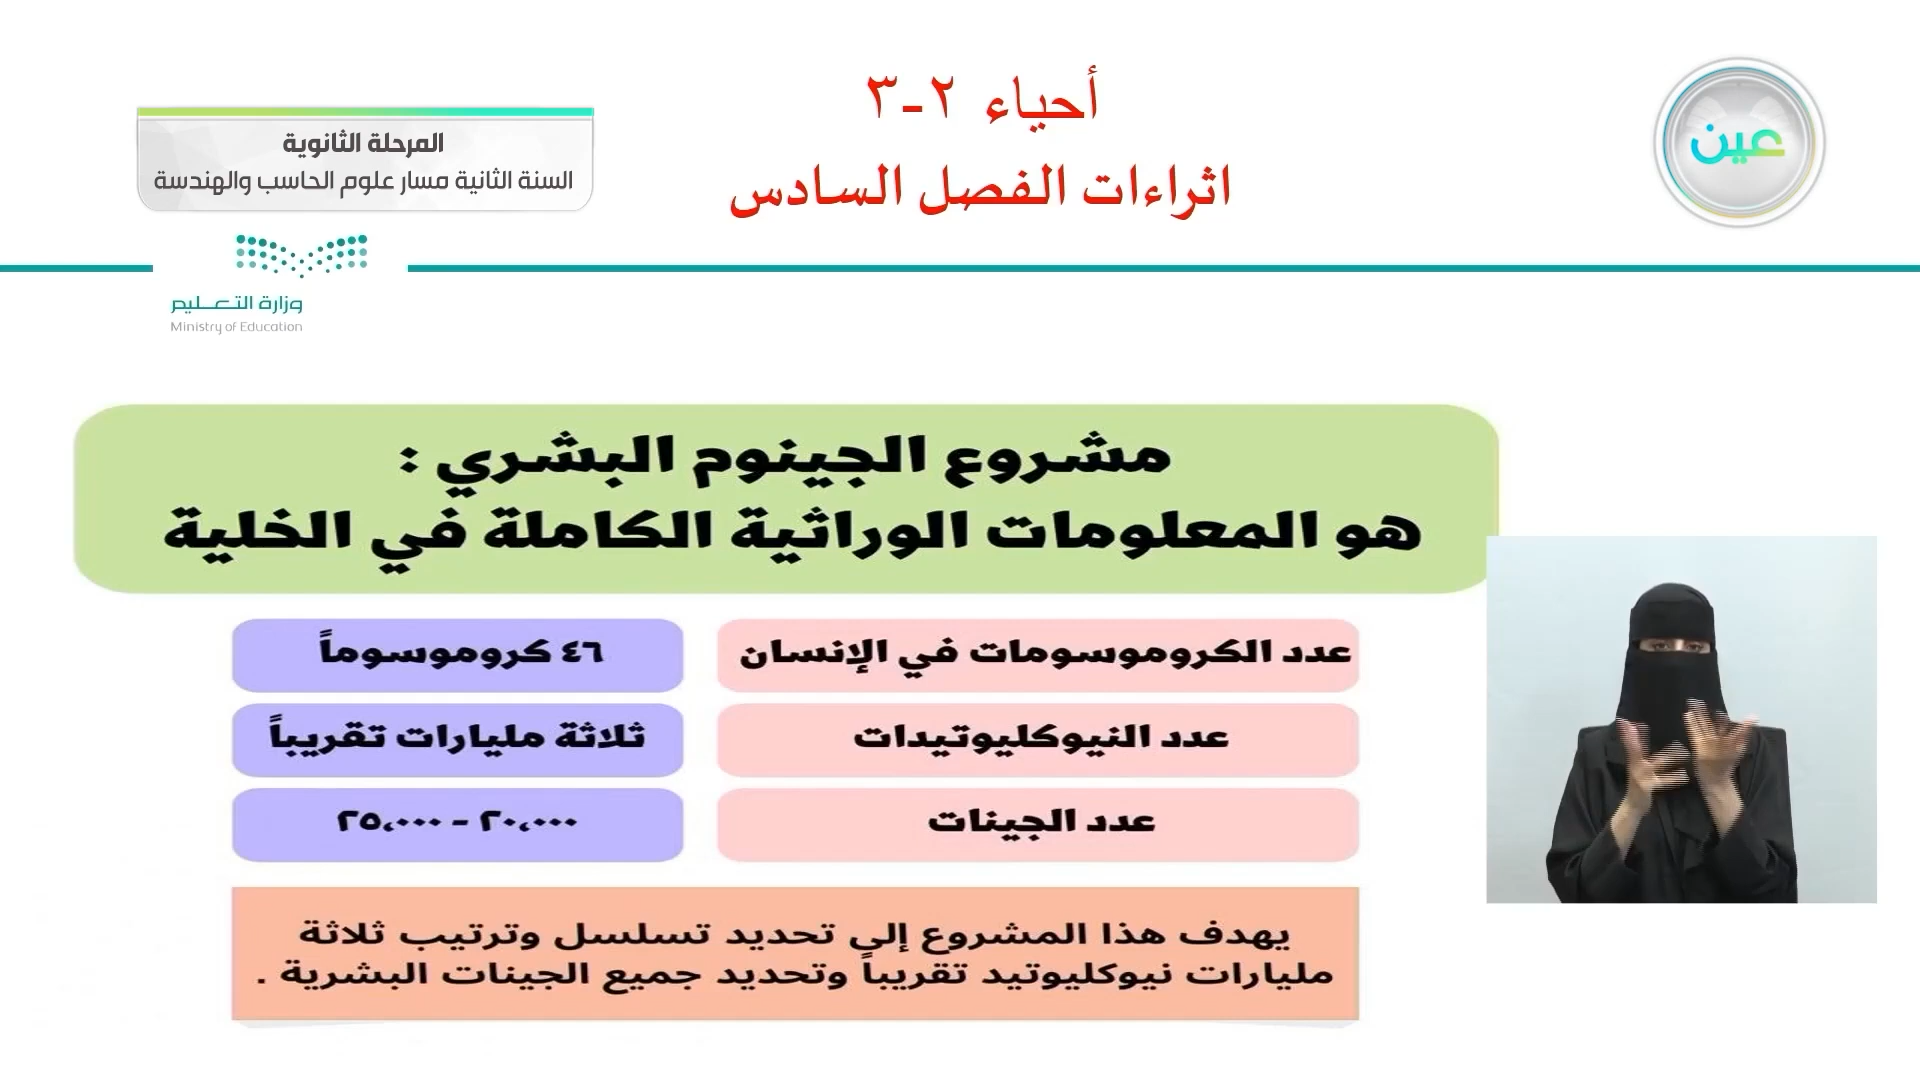 أحياء ٢-٣
اثراءات الفصل السادس
عين
المرحلة الثانوية
السنة الثانية مسار علوم الحاسب والهندسة
وزارة التعليم
Ministry of Education
مشروع الجينوم البشري :
هو المعلومات الوراثية الكاملة في الخلية
عدد الكروموسومات في الإنسان
٤٦ كروموسوماً
عدد النيوكليوتيدات
ثلاثة مليارات تقريباً
عدد الجينات
٢٠,٠٠٠ - ٢٥,٠٠٠
يهدف هذا المشروع إلى تحديد تسلسل وترتيب ثلاثة
مليارات نيوكليوتيد تقريباً وتحديد جميع الجينات البشرية .